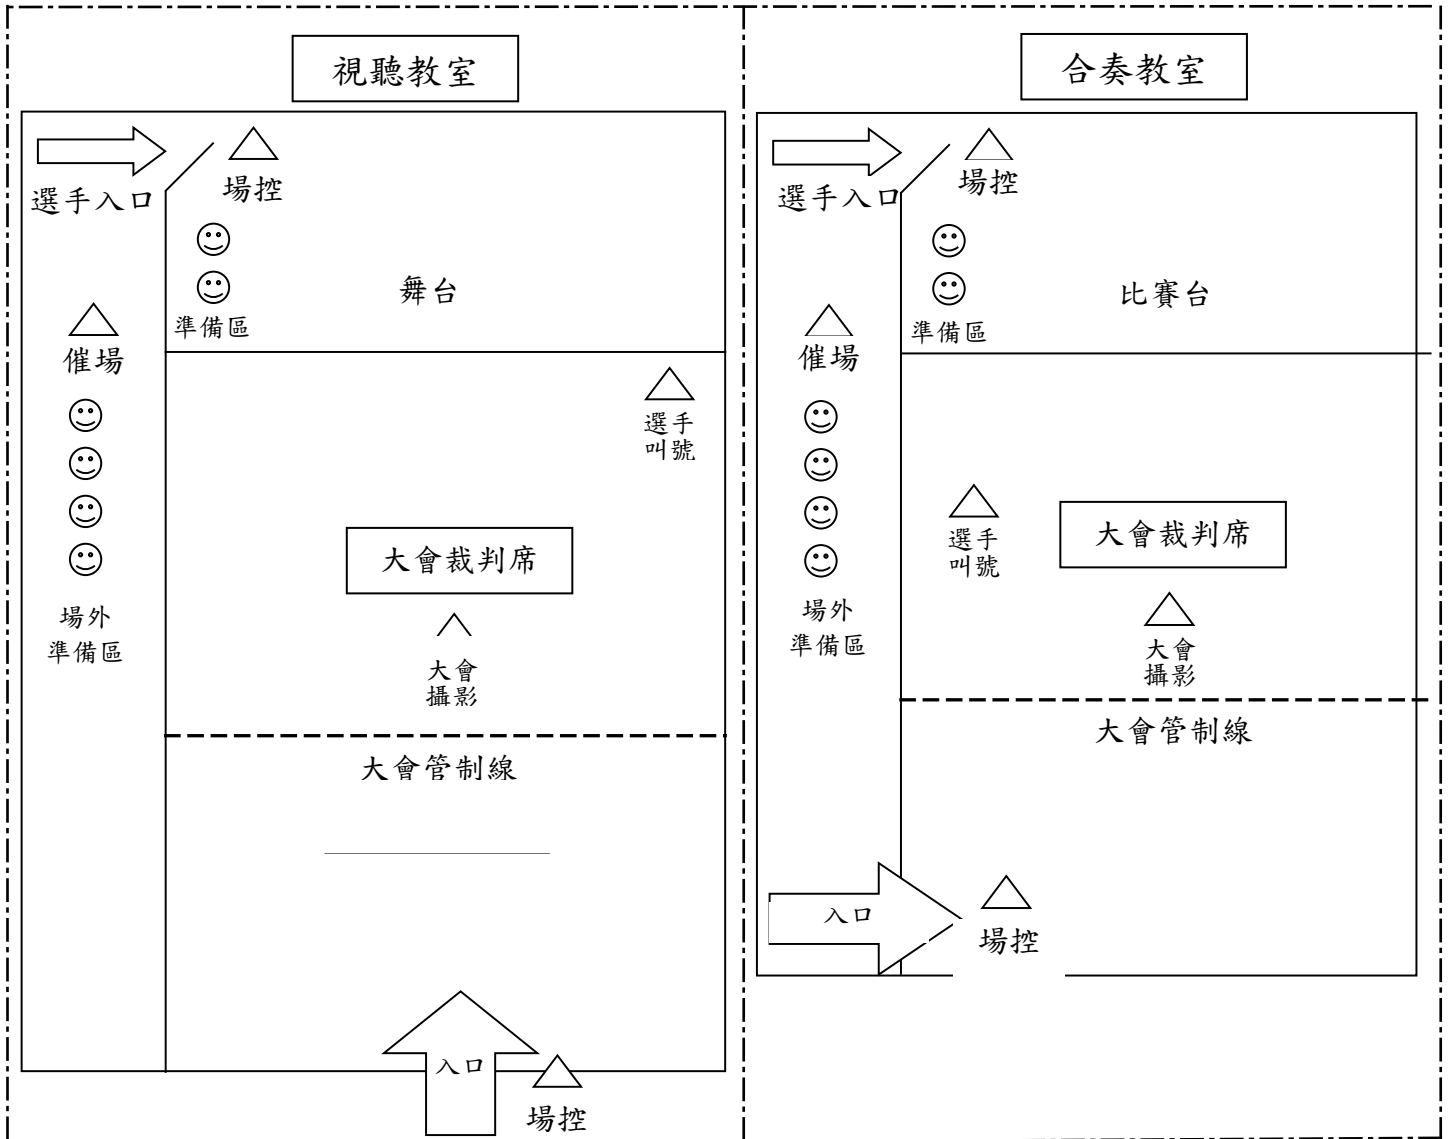 視聽教室
選手入口
場控
準備區
舞台
催場
選手
叫號
大會裁判席
場外
準備區
大會
攝影
大會管制線
入口
場控
合奏教室
選手入口
場控
準備區
比賽台
催場
選手
叫號
大會裁判席
場外
準備區
大會
攝影
大會管制線
入口
場控